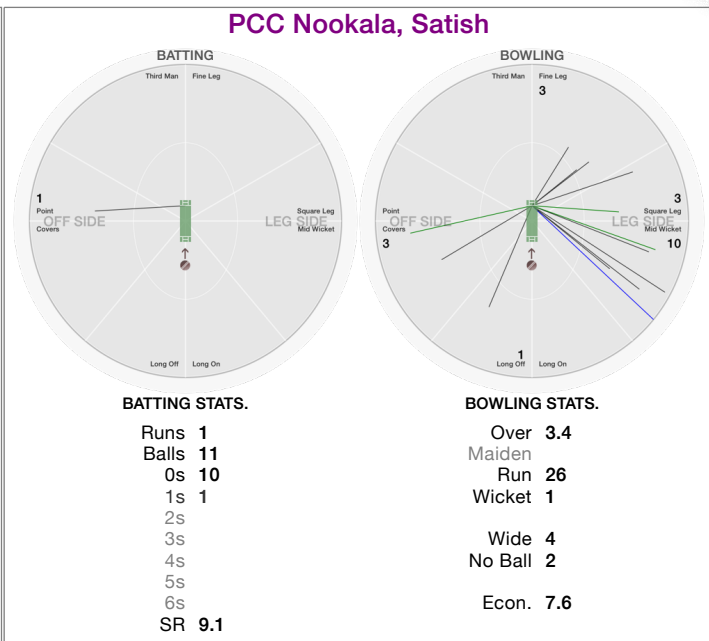 PCC Nookala, Satish
BATTING
Third Man Fine Leg
1
Point
OFF SIDE
Covers
Square Leg
LEG SIDE
Mid Wicket
Long Off Long On
BATTING STATS.
Runs 1
Balls 11
0s 10
1s 1
2s
3s
4s
5s
6s
SR 9.1
BOWLING
Third Man Fine Leg
3
Point
OFF SIDE
Covers
3
3
Square Leg
LEG SIDE
Mid Wicket
10
1
Long Off Long On
BOWLING STATS.
Over 3.4
Maiden
Run 26
Wicket 1
Wide 4
No Ball 2
Econ. 7.6